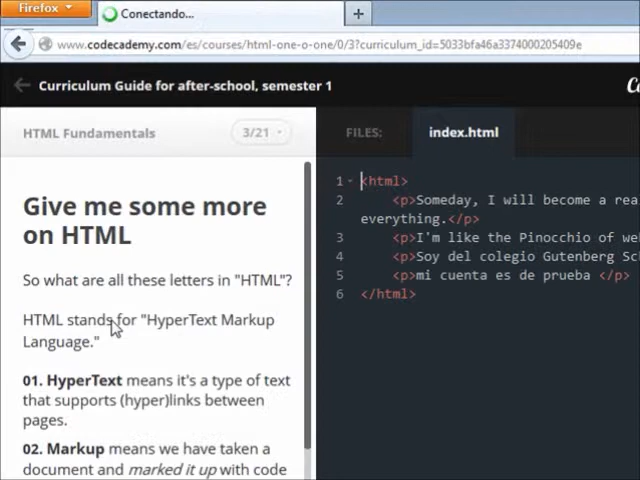 Firefox
Conectando...
www.codecademy.com/es/courses/html-one-o-one/0/3?curriculum_id=5033bfa46a3374000205409e
Curriculum Guide for after-school, semester 1
HTML Fundamentals
3/21
FILES:
index.html
Give me some more
on HTML
So what are all these letters in "HTML"?
HTML stands for "HyperText Markup
Language."
01. HyperText means it's a type of text
that supports (hyper)links between
pages.
02. Markup means we have taken a
document and marked it up with code
1 <html>
2 <p>Someday, I will become a rea
everything.</p>
3 <p>I'm like the Pinocchio of we
4 <p>Soy del colegio Gutenberg Sc
5 <p>mi cuenta es de prueba </p>
6 </html>